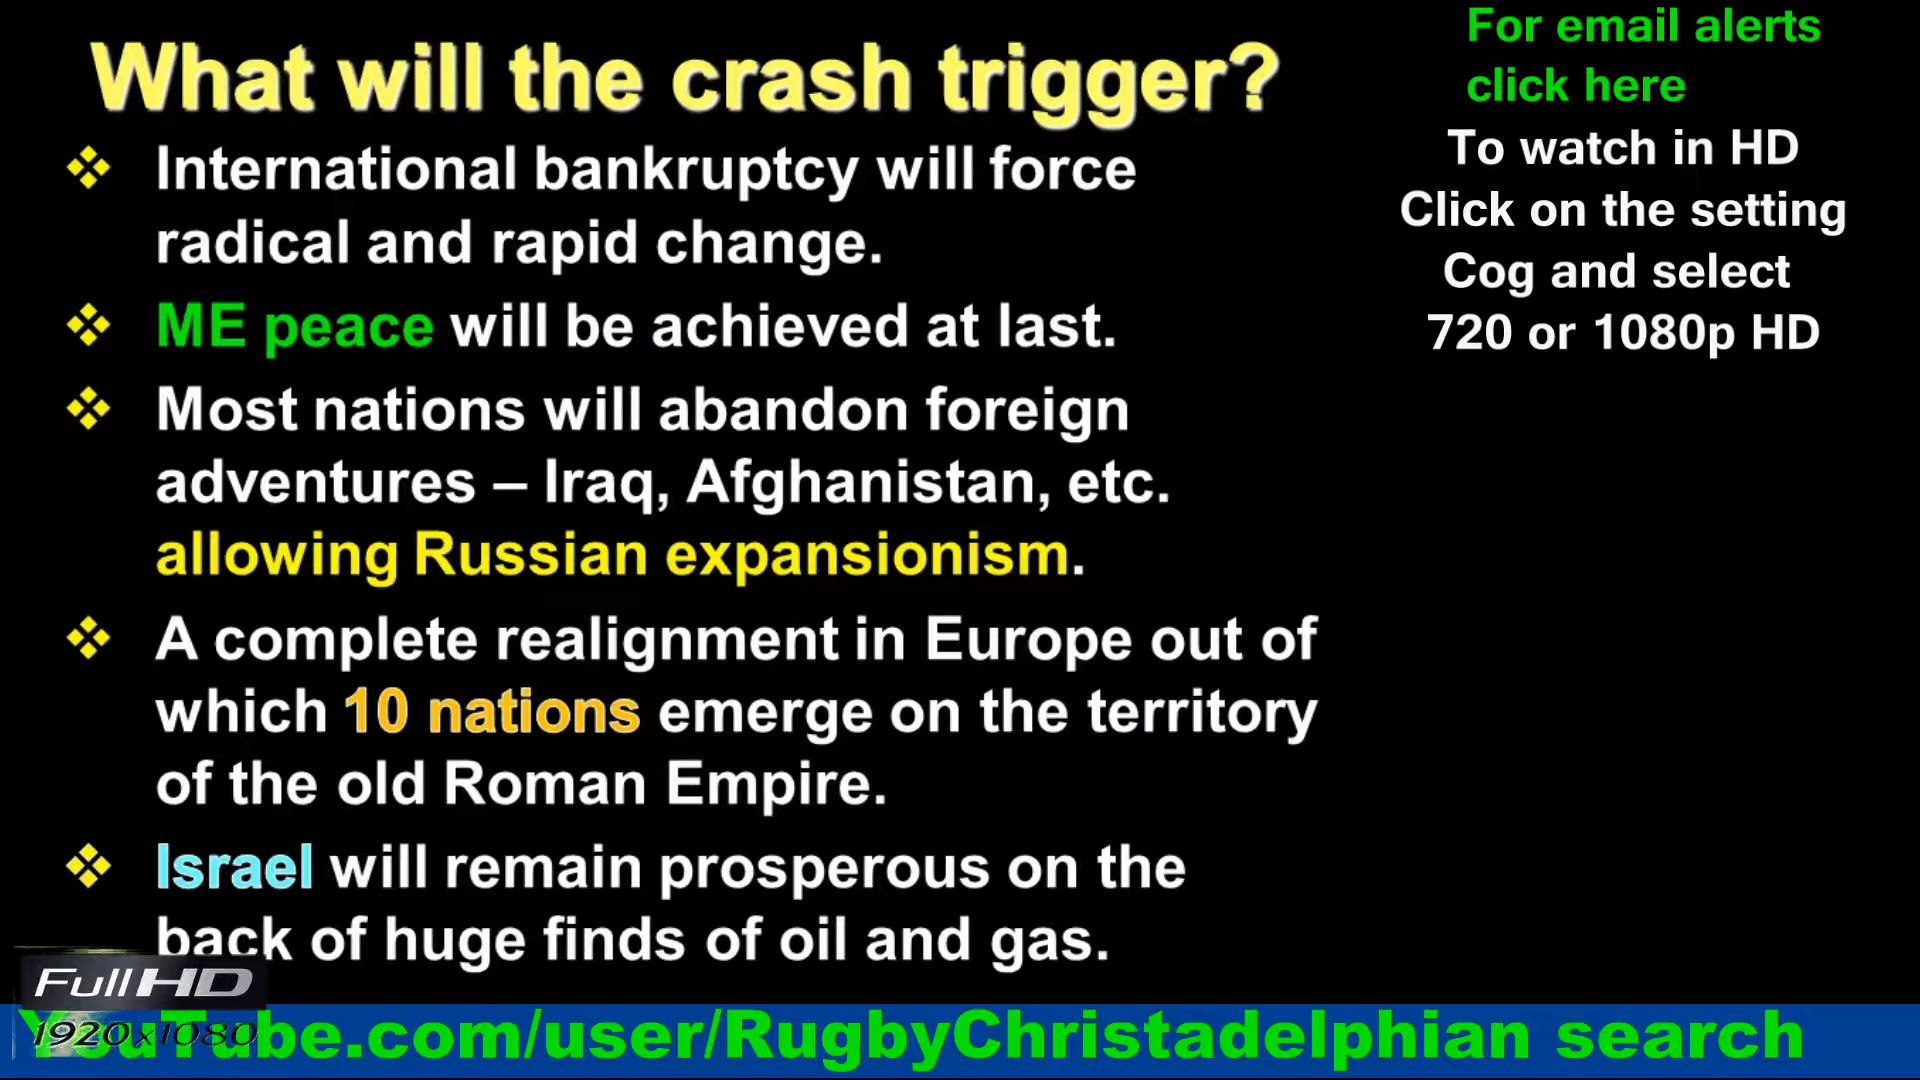 What will the crash trigger?
International bankruptcy will force
radical and rapid change.
ME peace will be achieved at last.
Most nations will abandon foreign
adventures – Iraq, Afghanistan, etc.
allowing Russian expansionism.
A complete realignment in Europe out of
which 10 nations emerge on the territory
of the old Roman Empire.
Israel will remain prosperous on the
back of huge finds of oil and gas.
For email alerts
click here
To watch in HD
Click on the setting
Cog and select
720 or 1080p HD
Full HD
1920x1080
YouTube.com/user/RugbyChristadelphian search